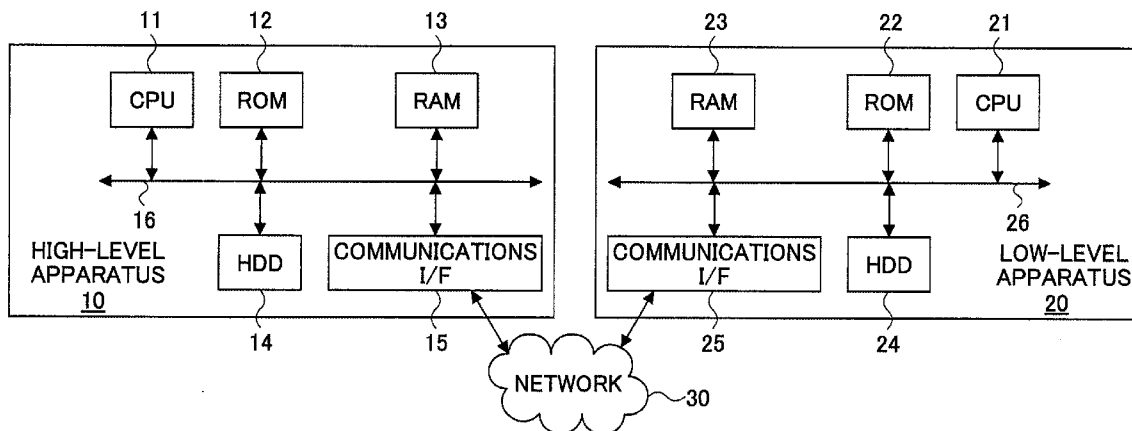 11
12
13
23
22
21
CPU
ROM
RAM
RAM
ROM
CPU
16
26
HIGH-LEVEL
APPARATUS
10
HDD
COMMUNICATIONS
I/F
COMMUNICATIONS
I/F
HDD
LOW-LEVEL
APPARATUS
20
14
15
25
24
NETWORK
30